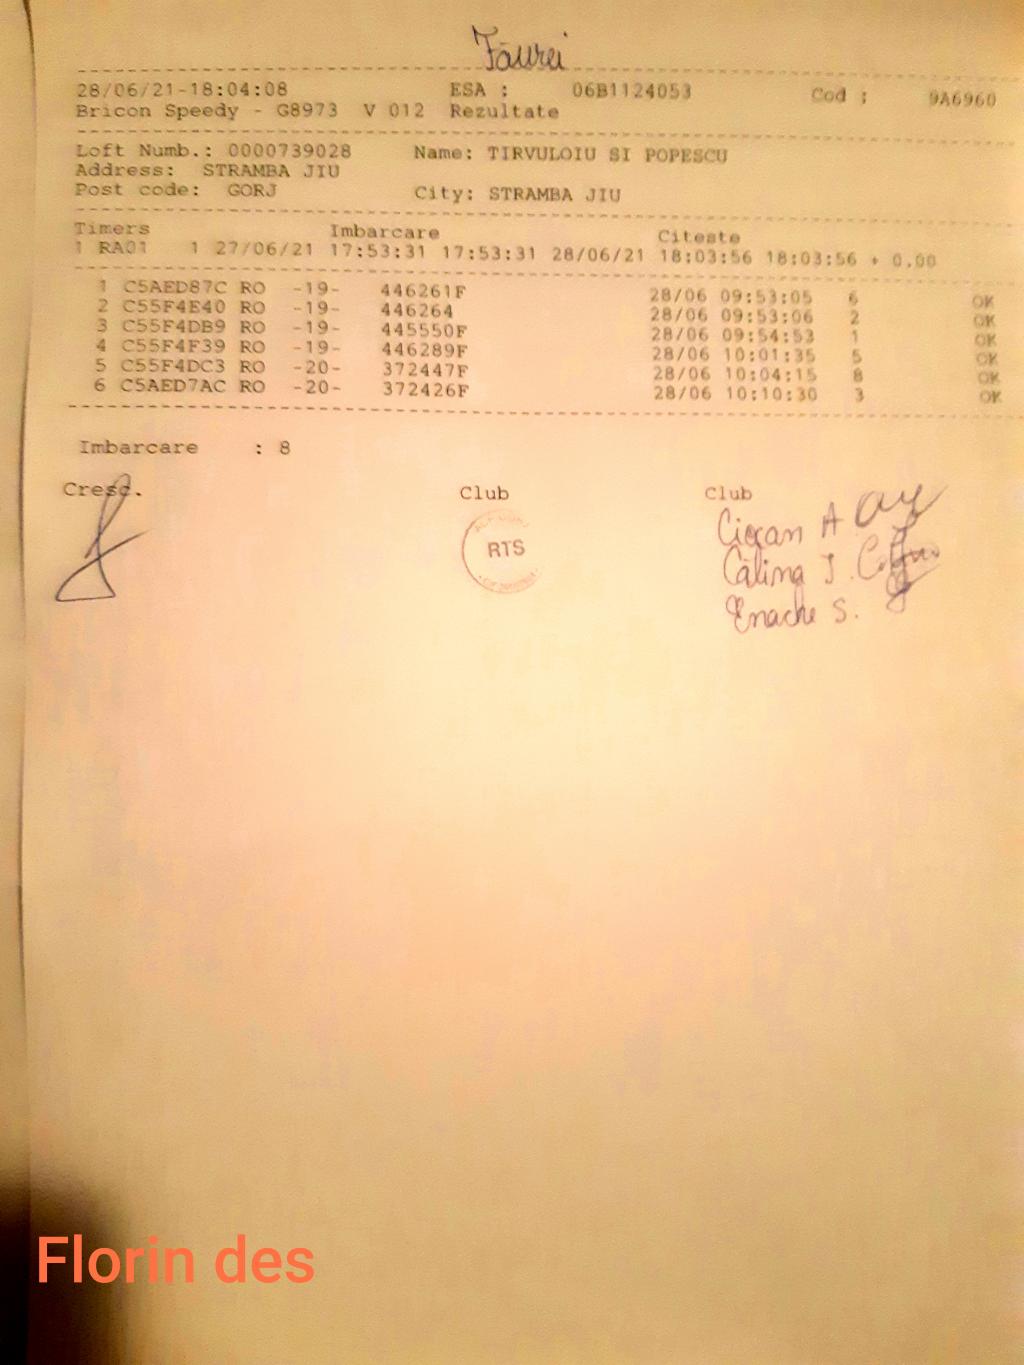 Făurei
28/06/21-18:04:08 ESA : 06B1124053 Cod : 9A6960
Bricon Speedy - G8973 V 012 Rezultate
Loft Numb.: 0000739028 Name: TIRVULOIU SI POPESCU
Address: STRAMBA JIU
Post code: GORJ City: STRAMBA JIU
Timers Imbarcare Citeste
1 RA01 1 27/06/21 17:53:31 17:53:31 28/06/21 18:03:56 18:03:56 + 0.00
1 C5AED87C RO -19- 446261F 28/06 09:53:05 6 OK
2 C55F4E40 RO -19- 446264 28/06 09:53:06 2 OK
3 C55F4DB9 RO -19- 445550F 28/06 09:54:53 1 OK
4 C55F4F39 RO -19- 446289F 28/06 10:01:35 5 OK
5 C55F4DC3 RO -20- 372447F 28/06 10:04:15 8 OK
6 C5AED7AC RO -20- 372426F 28/06 10:10:30 3 OK
Imbarcare : 8
Cresc. Club Club
RTS
Ciocan A
Călina I
Enache S.
Florin des